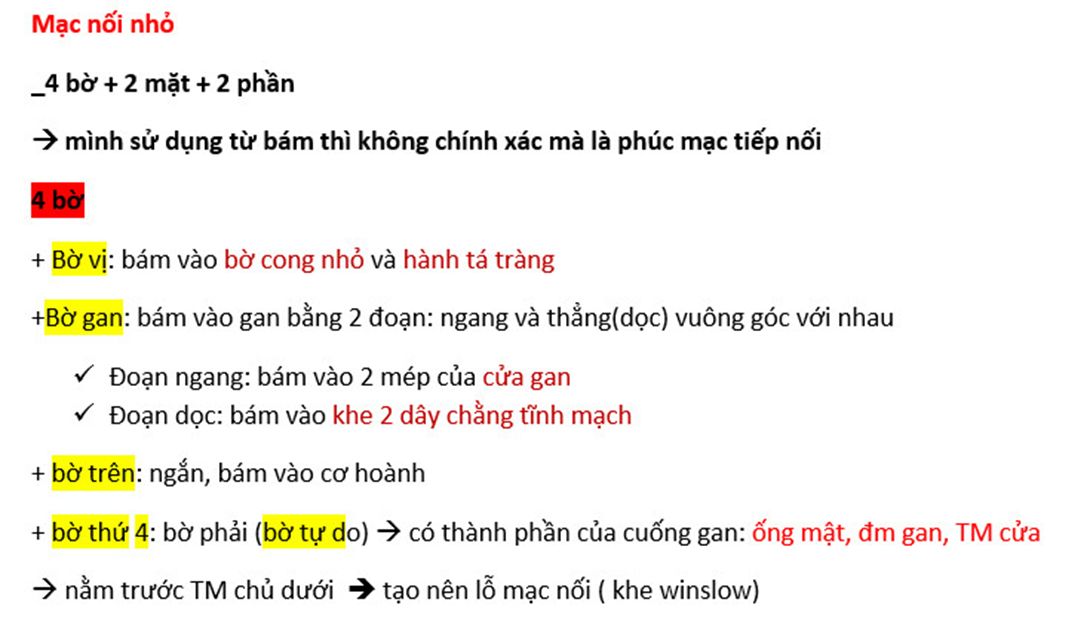 Mạc nối nhỏ
_4 bờ + 2 mặt + 2 phần
→ mình sử dụng từ bám thì không chính xác mà là phúc mạc tiếp nối
4 bờ
+ Bờ vị: bám vào bờ cong nhỏ và hành tá tràng
+Bờ gan: bám vào gan bằng 2 đoạn: ngang và thẳng(dọc) vuông góc với nhau
✓ Đoạn ngang: bám vào 2 mép của cửa gan
✓ Đoạn dọc: bám vào khe 2 dây chằng tĩnh mạch
+ bờ trên: ngắn, bám vào cơ hoành
+ bờ thứ 4: bờ phải (bờ tự do) → có thành phần của cuống gan: ống mật, đm gan, TM cửa
→ nằm trước TM chủ dưới ➔ tạo nên lỗ mạc nối ( khe winslow)